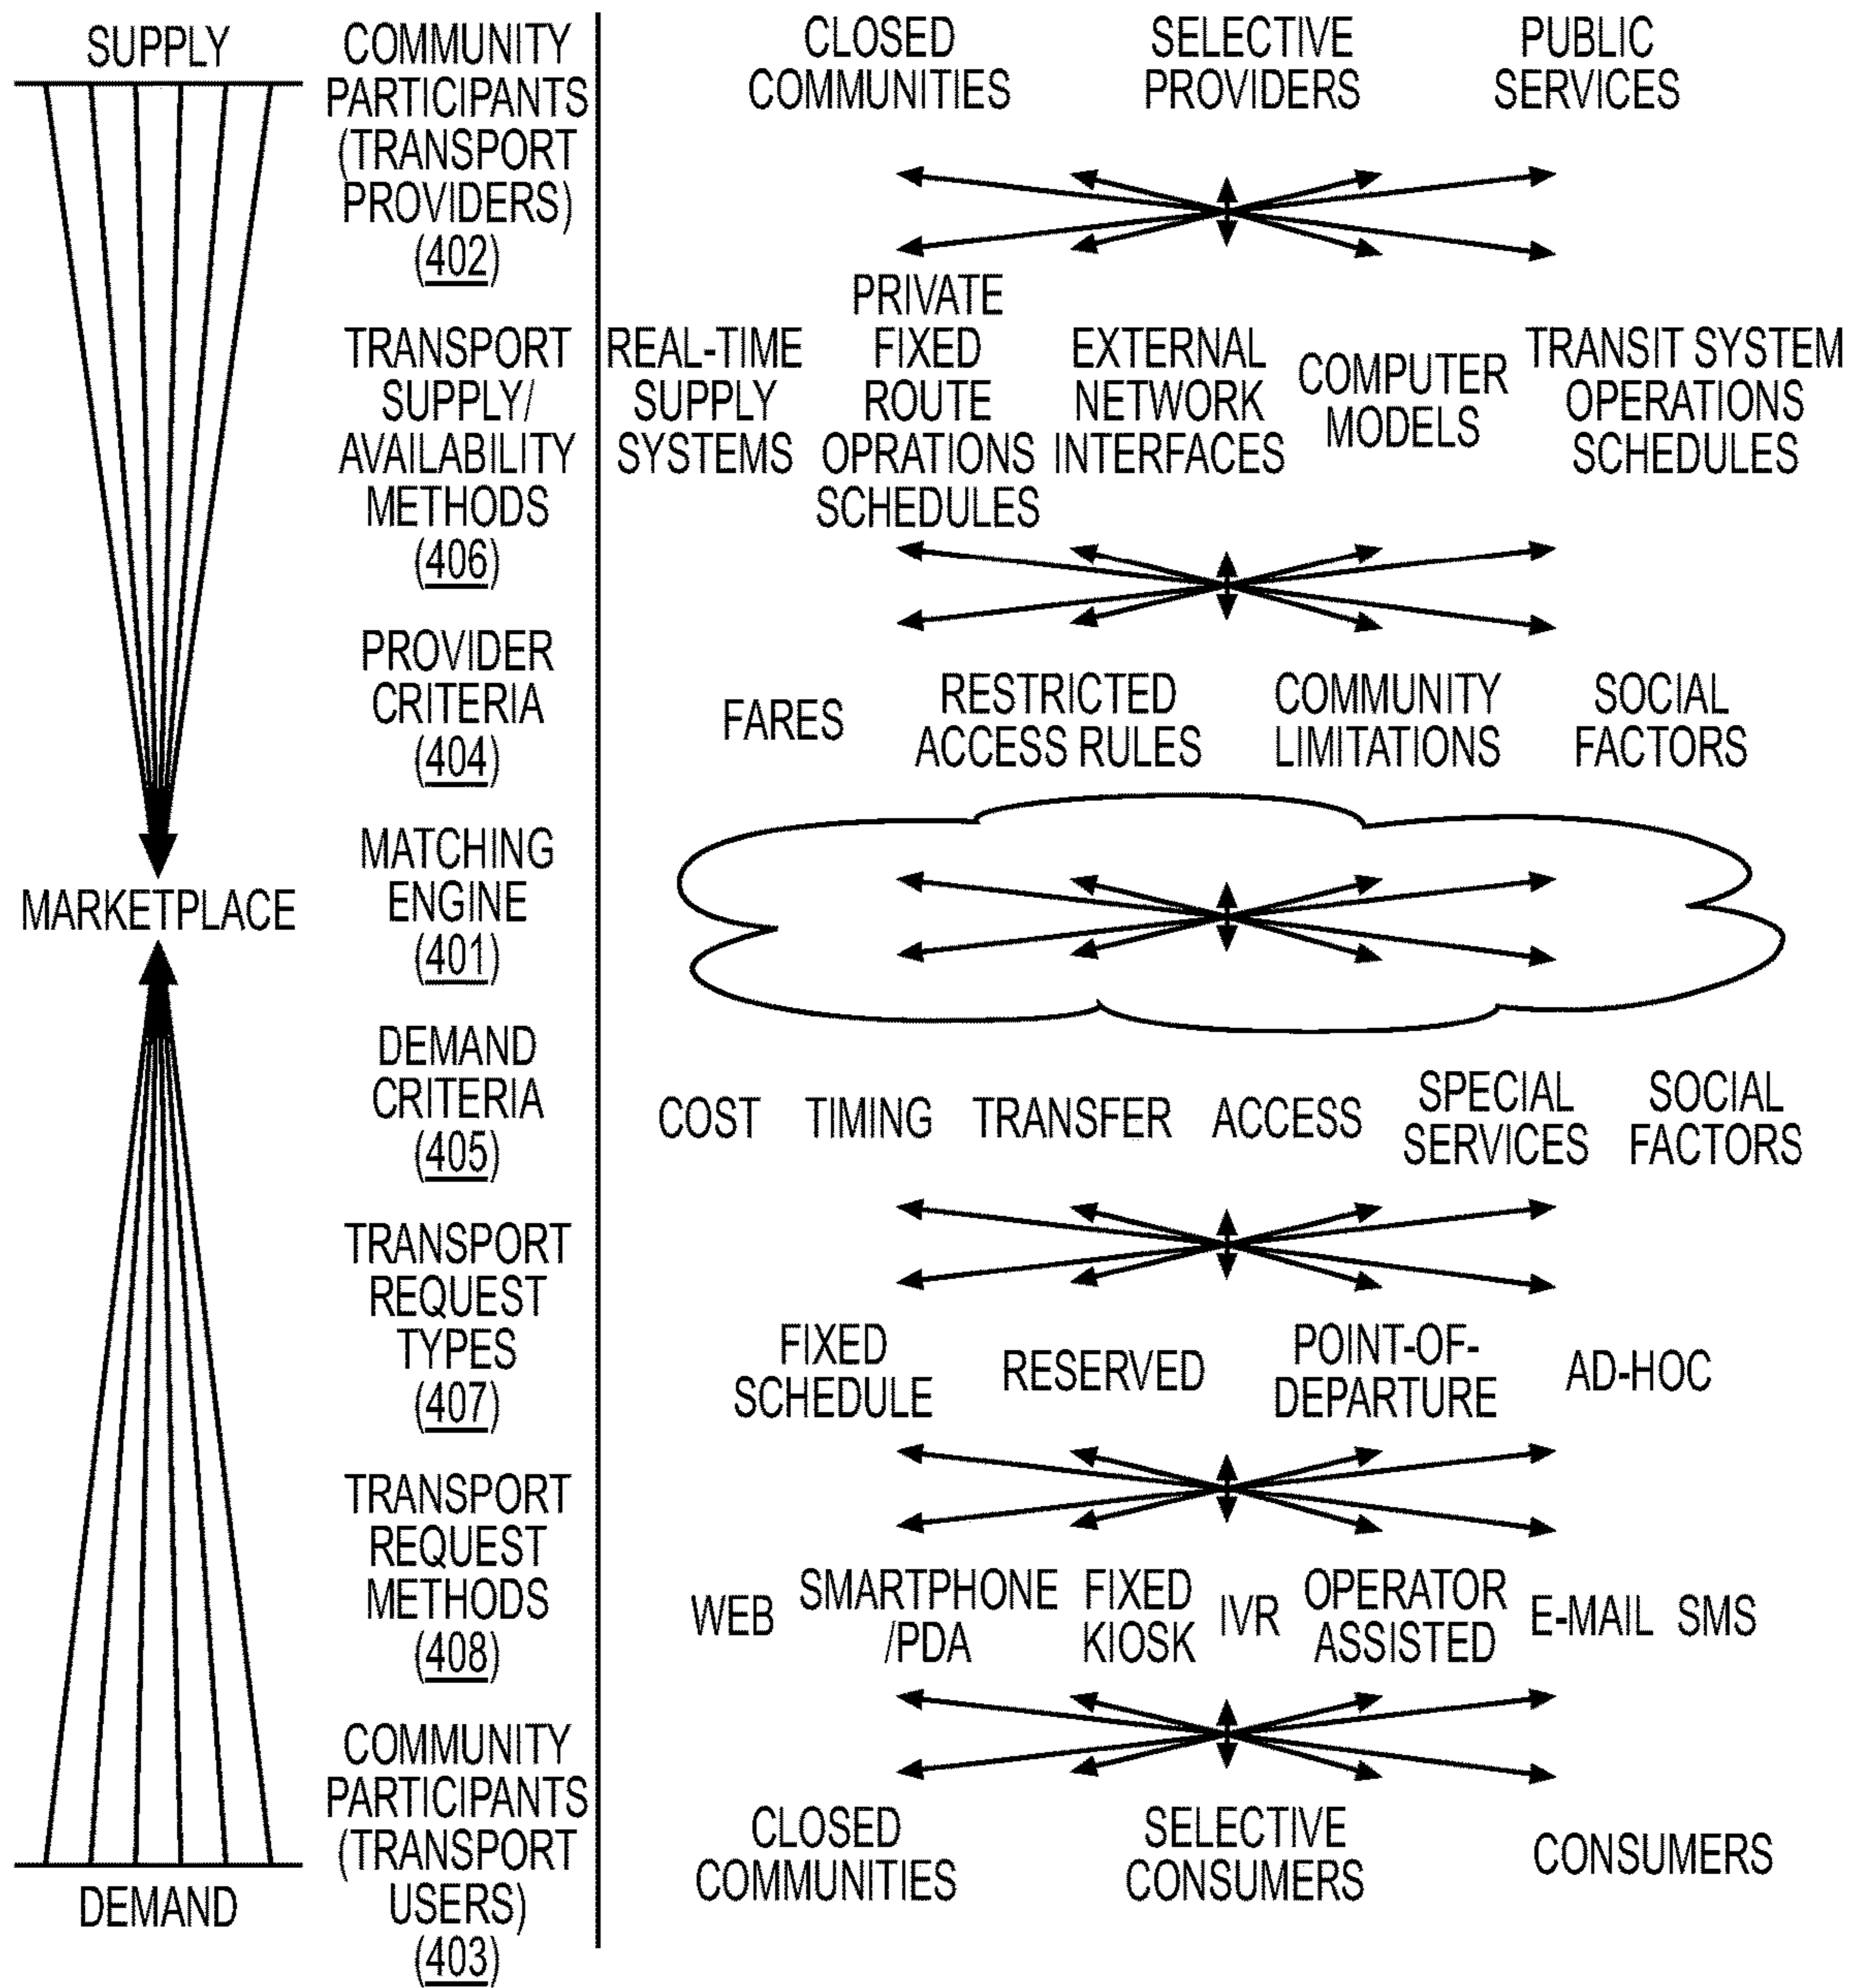 SUPPLY
COMMUNITY
PARTICIPANTS
(TRANSPORT
PROVIDERS)
(402)
CLOSED
COMMUNITIES
SELECTIVE
PROVIDERS
PUBLIC
SERVICES
TRANSPORT
SUPPLY/
AVAILABILITY
METHODS
(406)
REAL-TIME
SUPPLY
SYSTEMS
PRIVATE
FIXED
ROUTE
OPRATIONS
SCHEDULES
EXTERNAL
NETWORK
INTERFACES
COMPUTER
MODELS
TRANSIT SYSTEM
OPERATIONS
SCHEDULES
PROVIDER
CRITERIA
(404)
FARES
RESTRICTED
ACCESS RULES
COMMUNITY
LIMITATIONS
SOCIAL
FACTORS
MARKETPLACE
MATCHING
ENGINE
(401)
DEMAND
CRITERIA
(405)
COST
TIMING
TRANSFER
ACCESS
SPECIAL
SERVICES
SOCIAL
FACTORS
TRANSPORT
REQUEST
TYPES
(407)
FIXED
SCHEDULE
RESERVED
POINT-OF-
DEPARTURE
AD-HOC
TRANSPORT
REQUEST
METHODS
(408)
WEB
SMARTPHONE
/PDA
FIXED
KIOSK
IVR
OPERATOR
ASSISTED
E-MAIL
SMS
DEMAND
COMMUNITY
PARTICIPANTS
(TRANSPORT
USERS)
(403)
CLOSED
COMMUNITIES
SELECTIVE
CONSUMERS
CONSUMERS